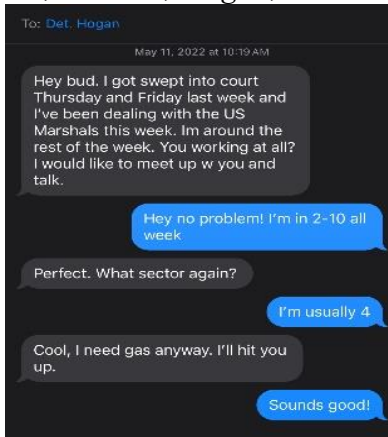 To: Det. Hogan
May 11, 2022 at 10:19 AM
Hey bud. I got swept into court
Thursday and Friday last week and
I've been dealing with the US
Marshals this week. Im around the
rest of the week. You working at all?
I would like to meet up w you and
talk.
Hey no problem! I'm in 2-10 all
week
Perfect. What sector again?
I'm usually 4
Cool, I need gas anyway. I'll hit you
up.
Sounds good!